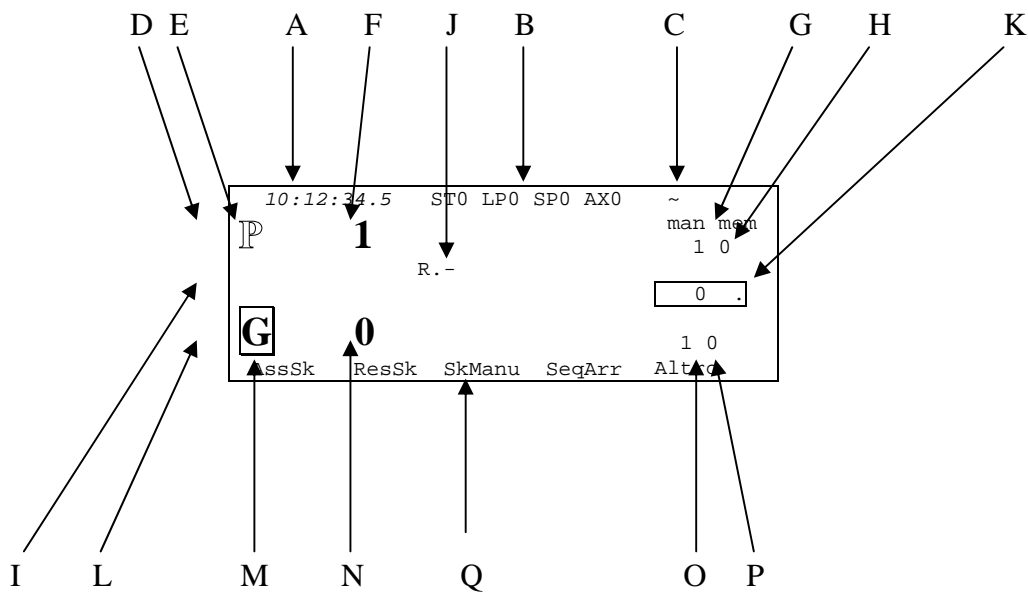 D E A F J B C G H K
10:12:34.5 ST0 LP0 SP0 AX0 ~
man mem
ℙ 1 1 0
R.-
0 .
G 0 1 0
AssSk ResSk SkManu SeqArr Altro
I L M N Q O P